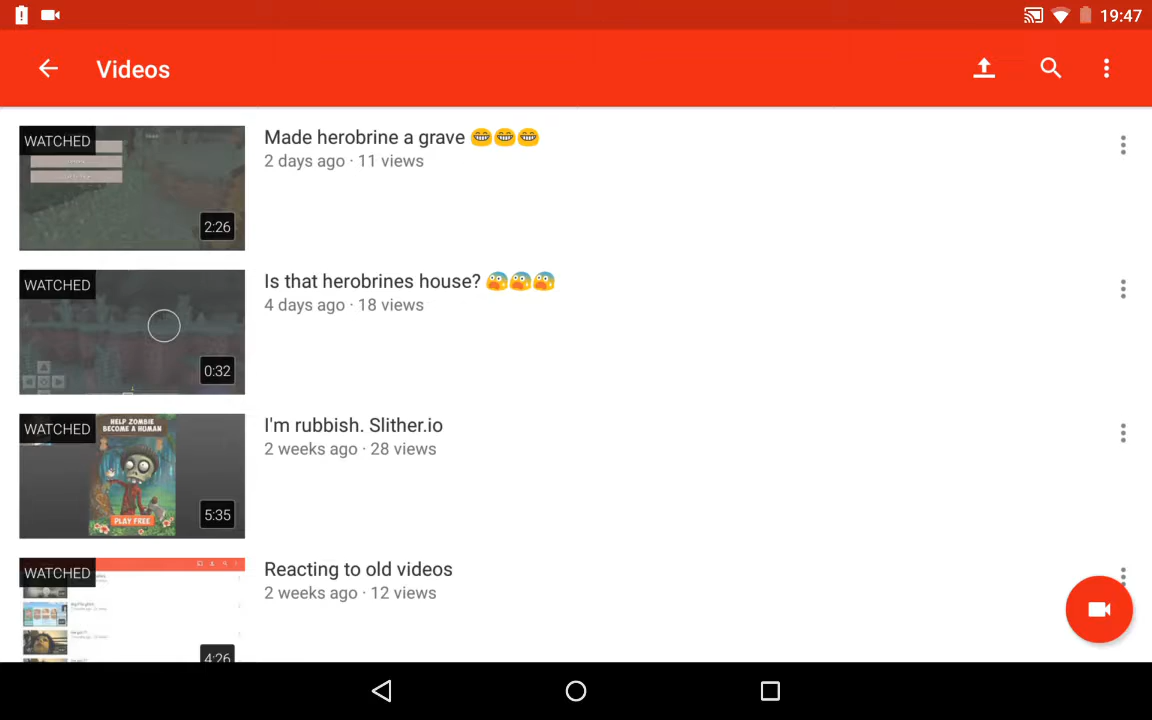 19:47
Videos
WATCHED
2:26
Made herobrine a grave 😁😁😁
2 days ago · 11 views
WATCHED
0:32
Is that herobrines house? 😨😨😨
4 days ago · 18 views
WATCHED
HELP ZOMBIE
BECOME A HUMAN
PLAY FREE
5:35
I'm rubbish. Slither.io
2 weeks ago · 28 views
WATCHED
4:26
Reacting to old videos
2 weeks ago · 12 views